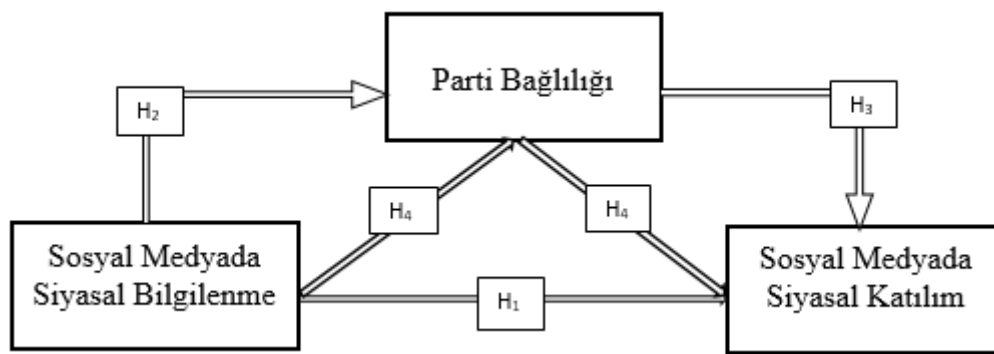 Parti Bağlılığı
H₂
H₃
H₄
H₄
Sosyal Medyada
Siyasal Bilgilenme
Sosyal Medyada
Siyasal Katılım
H₁